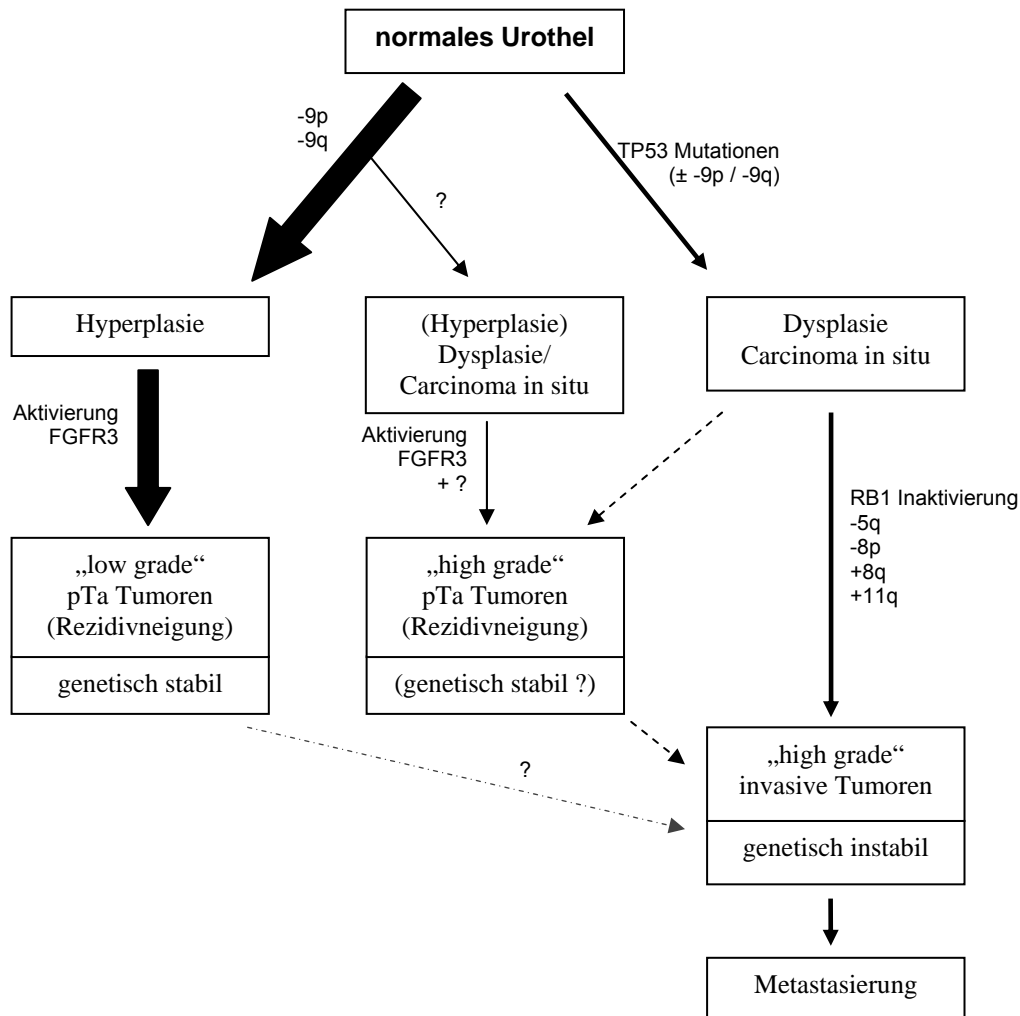 normales Urothel
-9p
-9q
?
TP53 Mutationen
(± -9p / -9q)
Hyperplasie
(Hyperplasie)
Dysplasie/
Carcinoma in situ
Dysplasie
Carcinoma in situ
Aktivierung
FGFR3
Aktivierung
FGFR3
+ ?
RB1 Inaktivierung
-5q
-8p
+8q
+11q
„low grade“
pTa Tumoren
(Rezidivneigung)
genetisch stabil
„high grade“
pTa Tumoren
(Rezidivneigung)
(genetisch stabil ?)
?
„high grade“
invasive Tumoren
genetisch instabil
Metastasierung